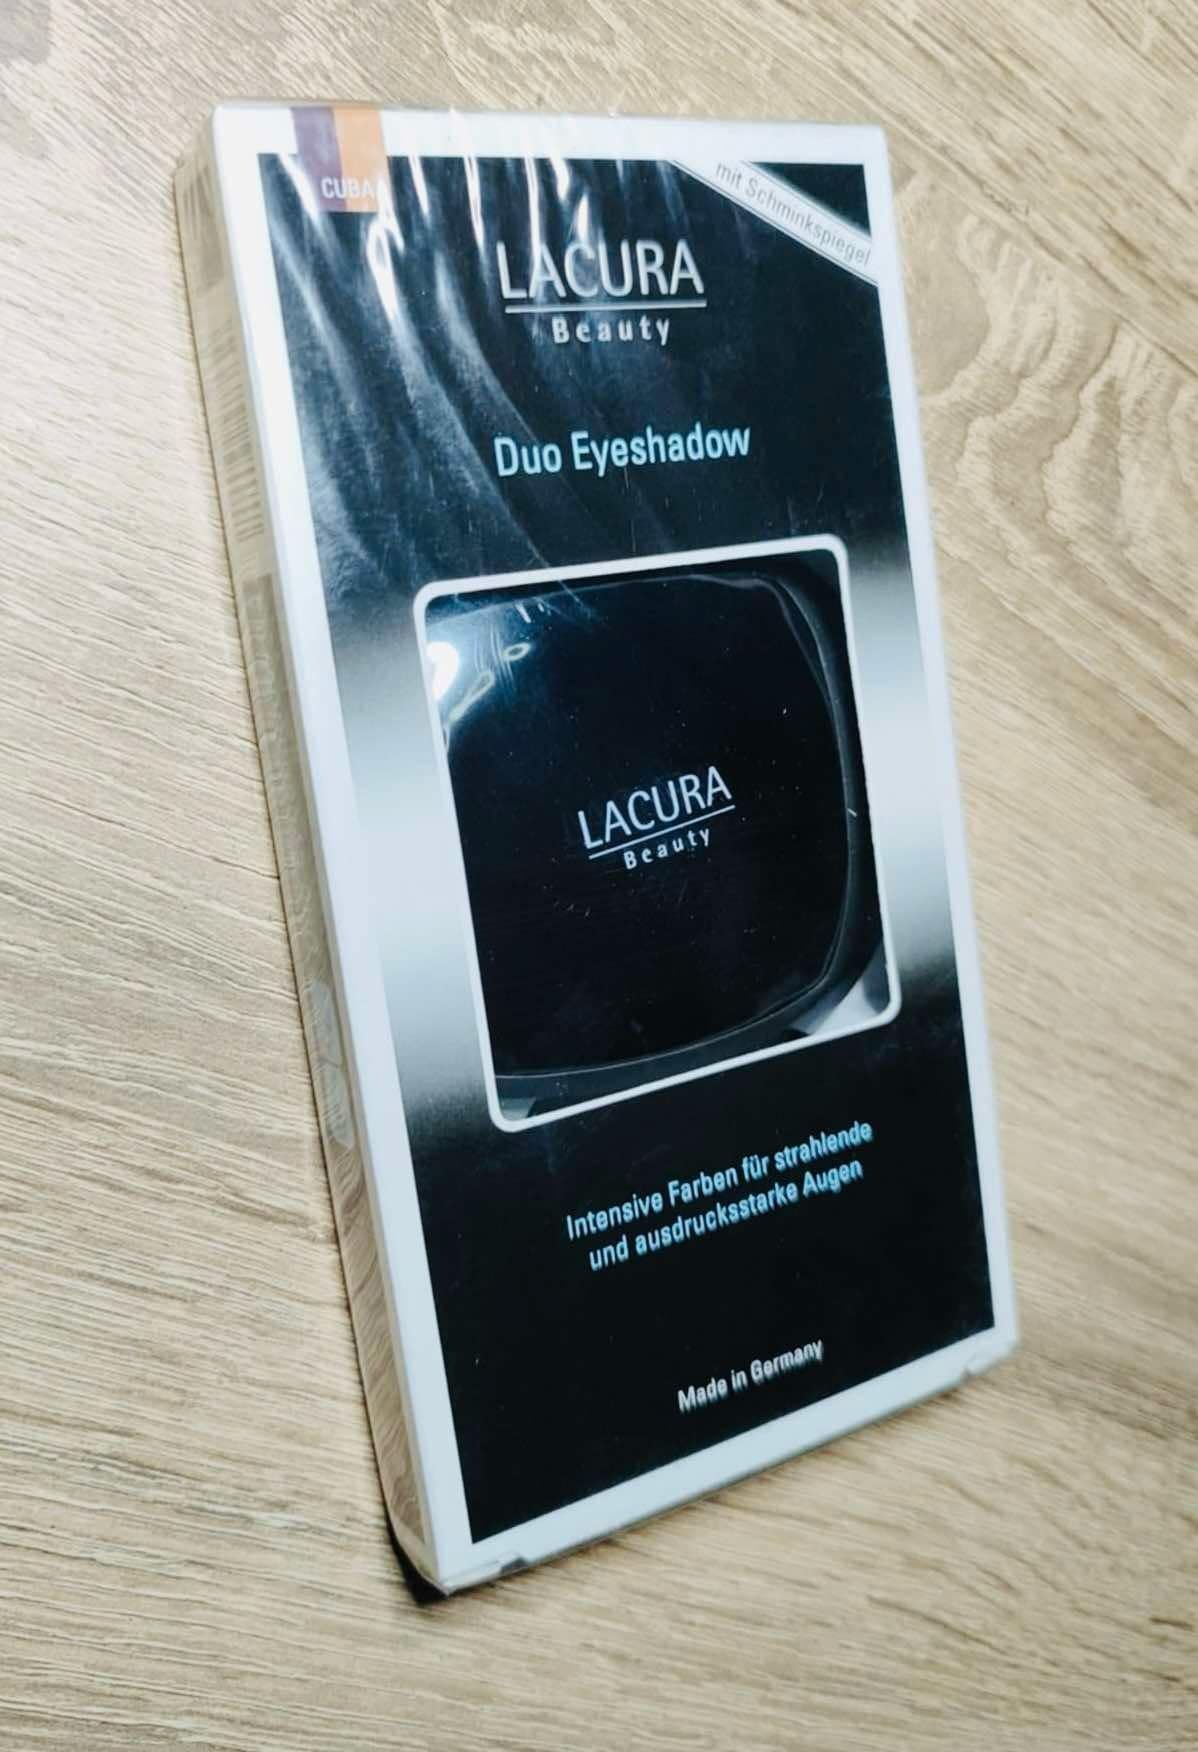 CUBA
mit Schminkspiegel
LACURA
Beauty
Duo Eyeshadow
LACURA
Beauty
Intensive Farben für strahlende
und ausdrucksstarke Augen
Made in Germany